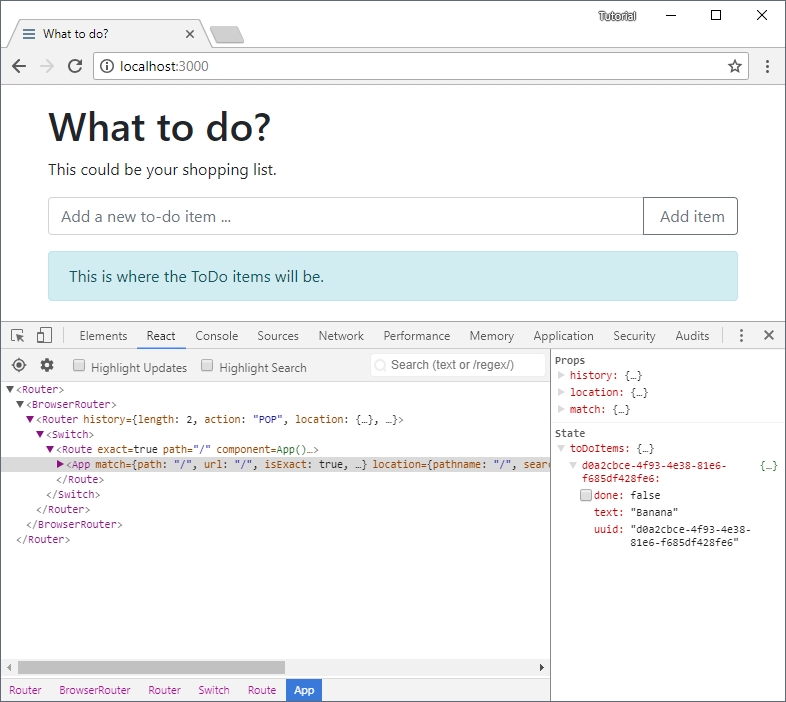 Tutorial
What to do?
localhost:3000
What to do?
This could be your shopping list.
Add a new to-do item ...
Add item
This is where the ToDo items will be.
Elements React Console Sources Network Performance Memory Application Security Audits
Highlight Updates Highlight Search Search (text or /regex/)
<Router>
<BrowserRouter>
<Router history={length: 2, action: "POP", location: {…}, …}>
<Switch>
<Route exact=true path="/" component=App()…>
<App match={path: "/", url: "/", isExact: true, …} location={pathname: "/", sear
</Route>
</Switch>
</Router>
</BrowserRouter>
</Router>
Router BrowserRouter Router Switch Route App
Props
history: {…}
location: {…}
match: {…}
State
toDoItems: {…}
d0a2cbce-4f93-4e38-81e6- {…}
f685df428fe6:
done: false
text: "Banana"
uuid: "d0a2cbce-4f93-4e38-
81e6-f685df428fe6"